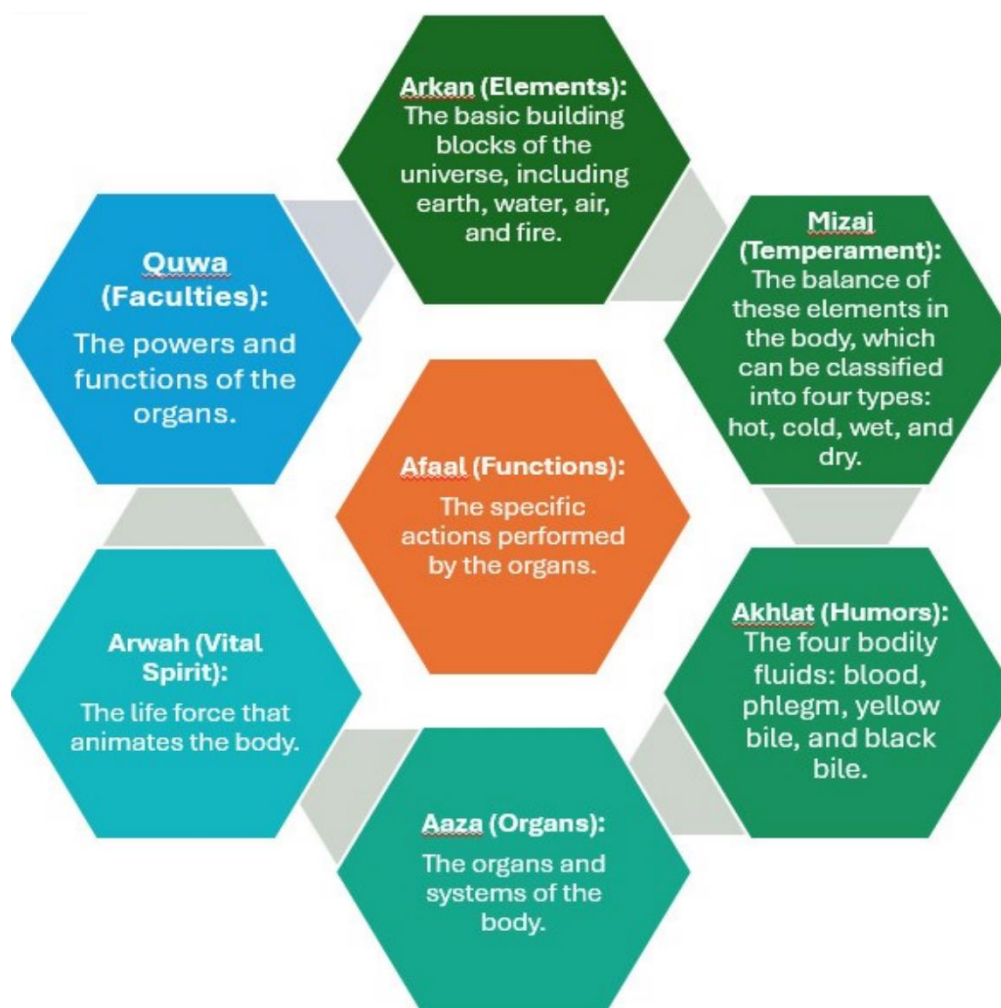 Arkan (Elements):
The basic building
blocks of the
universe, including
earth, water, air,
and fire.
Mizaj
(Temperament):
The balance of
these elements in
the body, which
can be classified
into four types:
hot, cold, wet, and
dry.
Akhlat (Humors):
The four bodily
fluids: blood,
phlegm, yellow
bile, and black
bile.
Aaza (Organs):
The organs and
systems of the
body.
Arwah (Vital
Spirit):
The life force that
animates the body.
Quwa
(Faculties):
The powers and
functions of the
organs.
Afaal (Functions):
The specific
actions performed
by the organs.